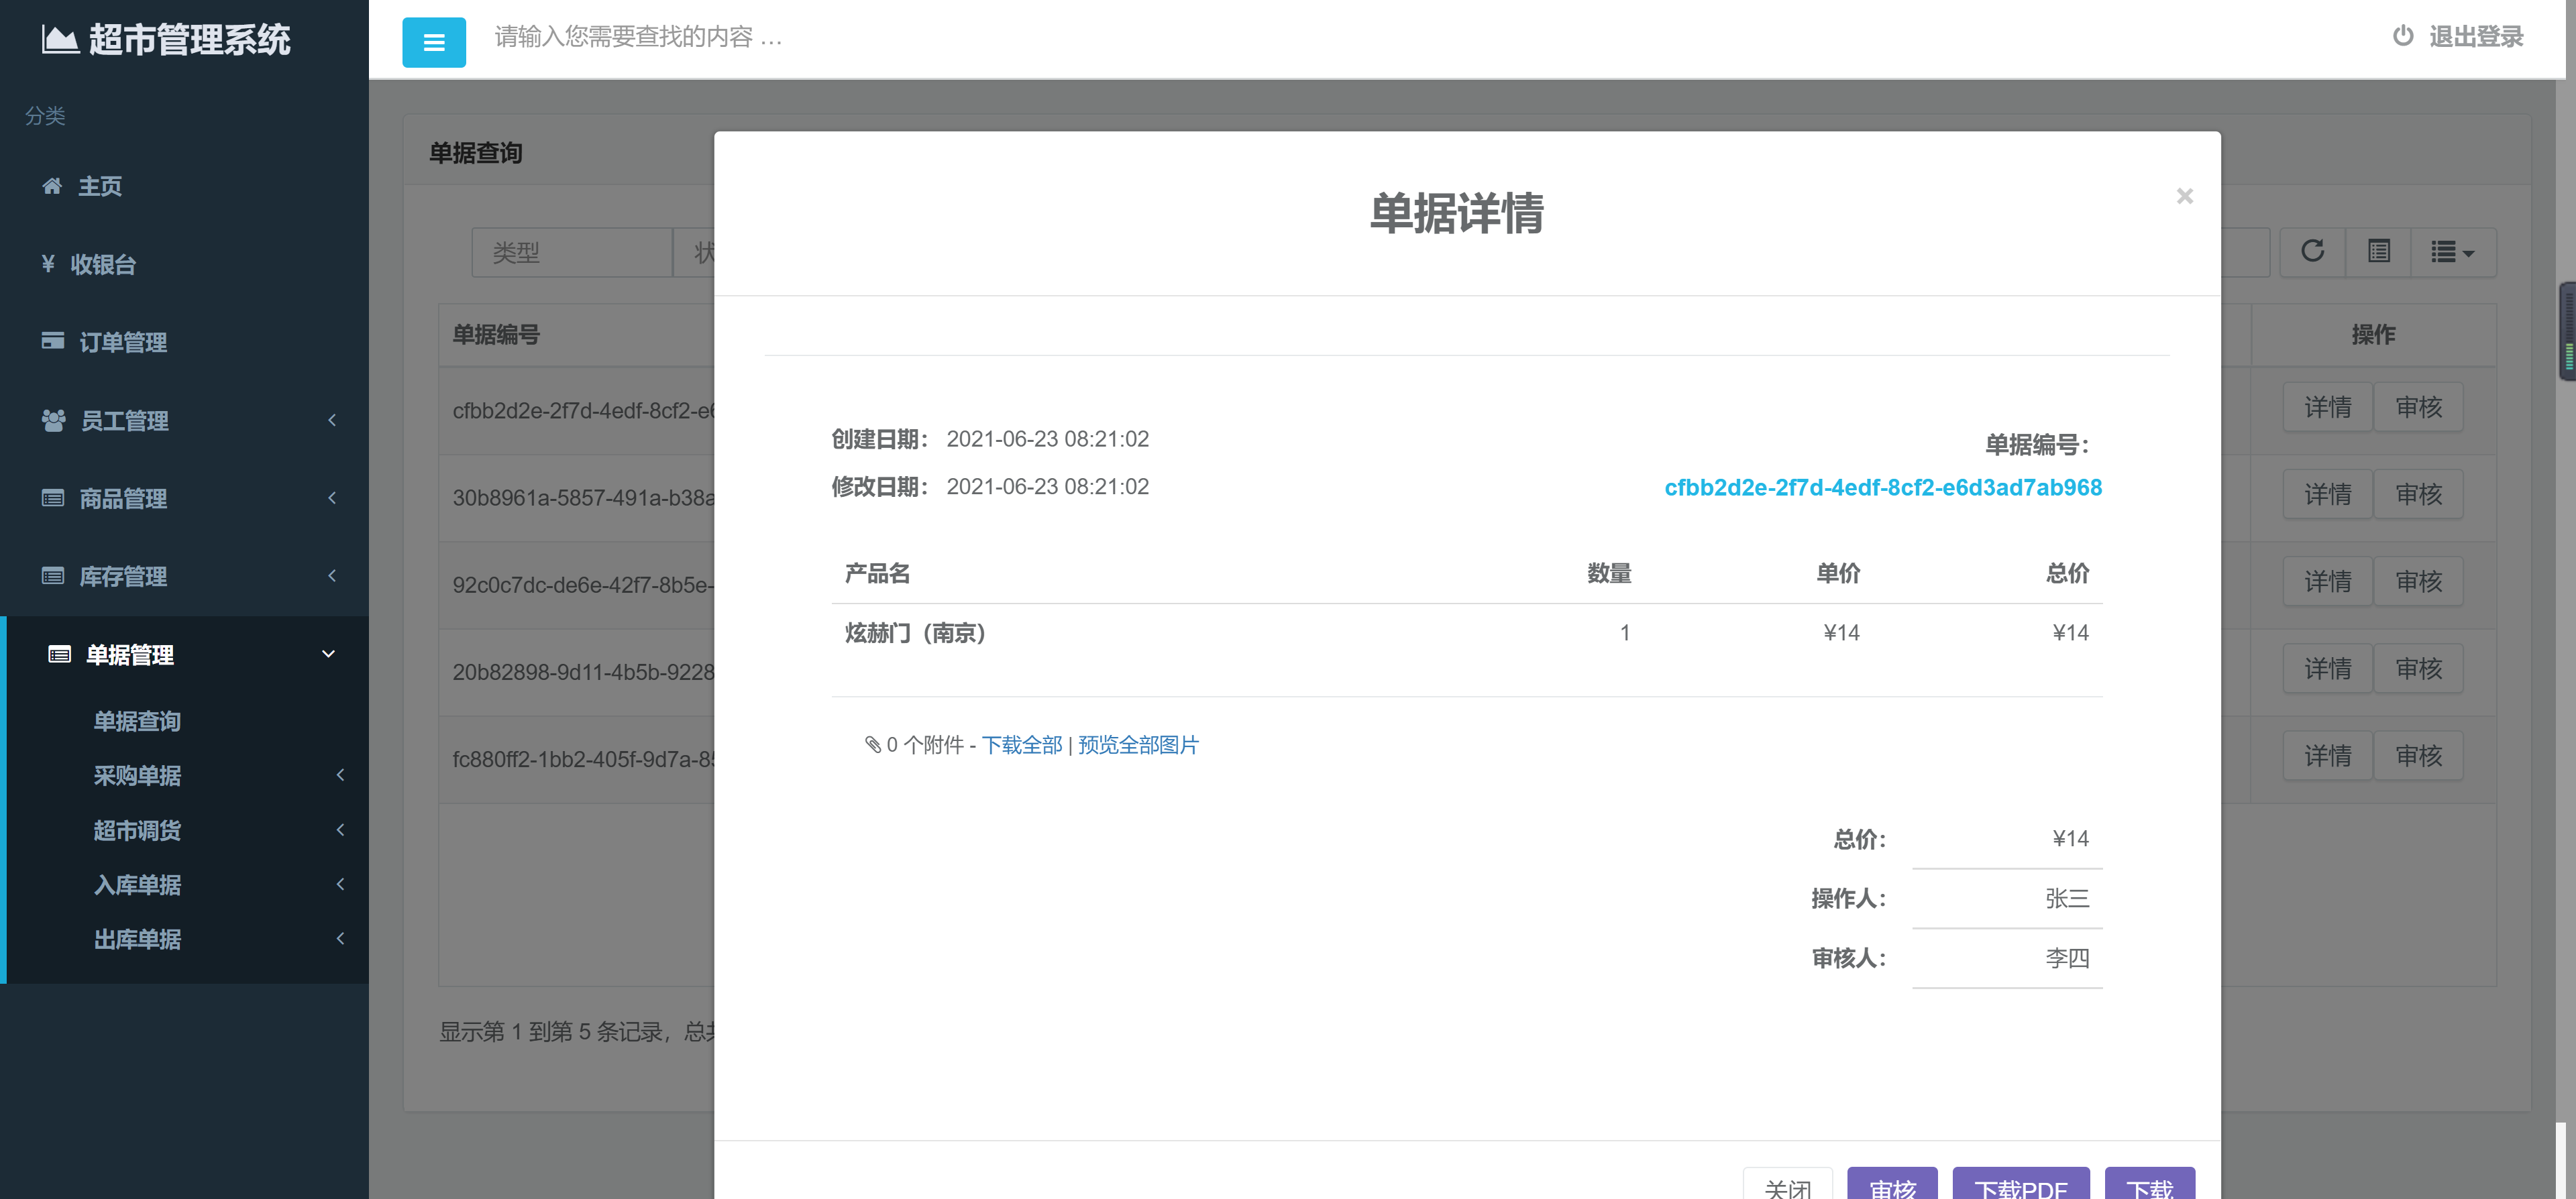 超市管理系统
请输入您需要查找的内容 …
退出登录
分类
主页
收银台
订单管理
员工管理
商品管理
库存管理
单据管理
单据查询
采购单据
超市调货
入库单据
出库单据
单据查询
类型
单据编号
操作
cfbb2d2e-2f7d-4edf-8cf2-e6
详情 审核
30b8961a-5857-491a-b38a
详情 审核
92c0c7dc-de6e-42f7-8b5e-
详情 审核
20b82898-9d11-4b5b-9228
详情 审核
fc880ff2-1bb2-405f-9d7a-85
详情 审核
显示第 1 到第 5 条记录，总共
单据详情
×
创建日期： 2021-06-23 08:21:02
单据编号：
修改日期： 2021-06-23 08:21:02
cfbb2d2e-2f7d-4edf-8cf2-e6d3ad7ab968
产品名 数量 单价 总价
炫赫门（南京） 1 ¥14 ¥14
0 个附件 - 下载全部 | 预览全部图片
总价： ¥14
操作人： 张三
审核人： 李四
关闭 审核 下载PDF 下载